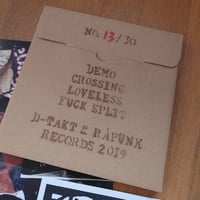 NO. 13/30
DEMO
CROSSING
LOVELESS
FUCK SPLIT
D-TAKT & RÅPUNK
RECORDS 2019